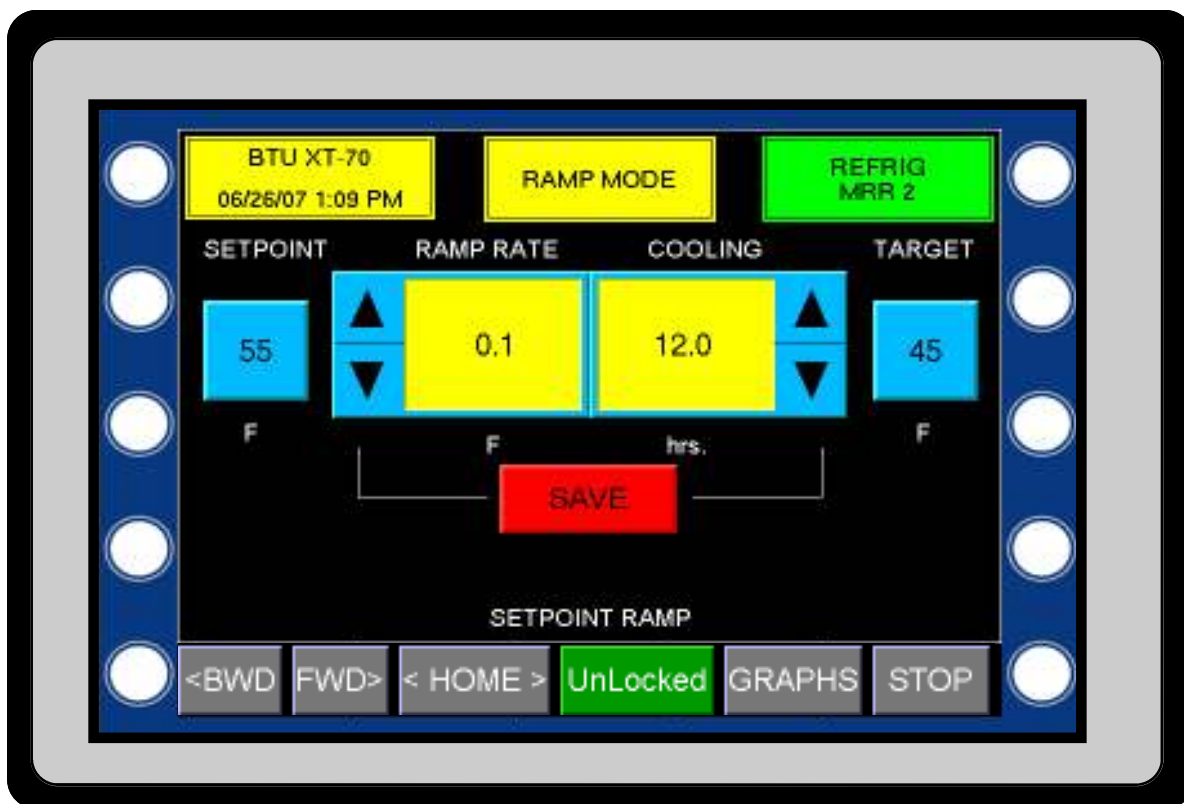 BTU XT-70
06/26/07 1:09 PM
RAMP MODE
REFRIG
MRR 2
SETPOINT
RAMP RATE
COOLING
TARGET
55
0.1
12.0
45
F
F
hrs.
F
SAVE
SETPOINT RAMP
<BWD
FWD>
< HOME >
UnLocked
GRAPHS
STOP